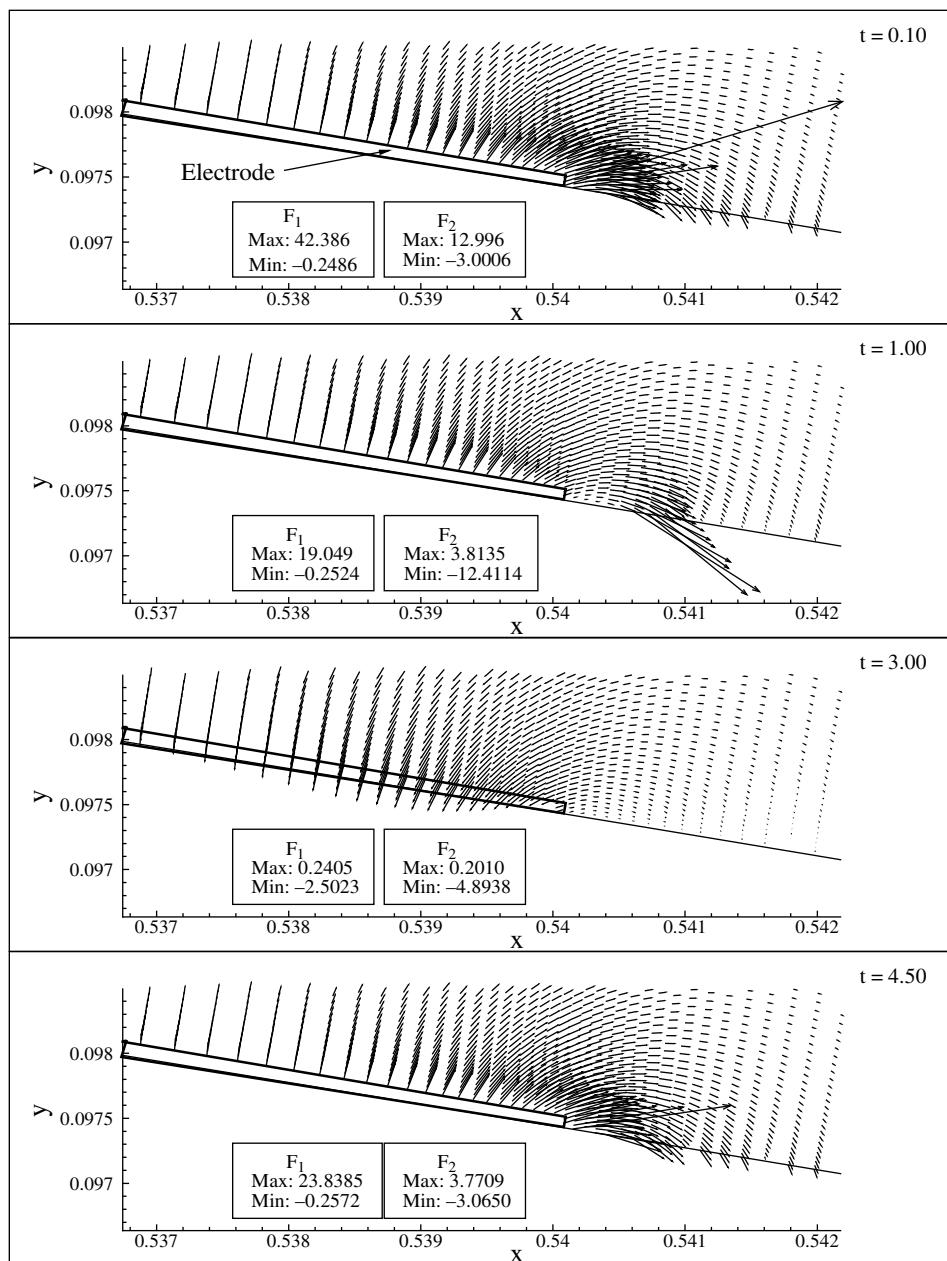 t = 0.10
0.098
Electrode
y
0.0975
F1
Max: 42.386
Min: –0.2486
F2
Max: 12.996
Min: –3.0006
0.097
0.537 0.538 0.539 0.54 0.541 0.542
x
t = 1.00
0.098
y
0.0975
F1
Max: 19.049
Min: –0.2524
F2
Max: 3.8135
Min: –12.4114
0.097
0.537 0.538 0.539 0.54 0.541 0.542
x
t = 3.00
0.098
y
0.0975
F1
Max: 0.2405
Min: –2.5023
F2
Max: 0.2010
Min: –4.8938
0.097
0.537 0.538 0.539 0.54 0.541 0.542
x
t = 4.50
0.098
y
0.0975
F1
Max: 23.8385
Min: –0.2572
F2
Max: 3.7709
Min: –3.0650
0.097
0.537 0.538 0.539 0.54 0.541 0.542
x